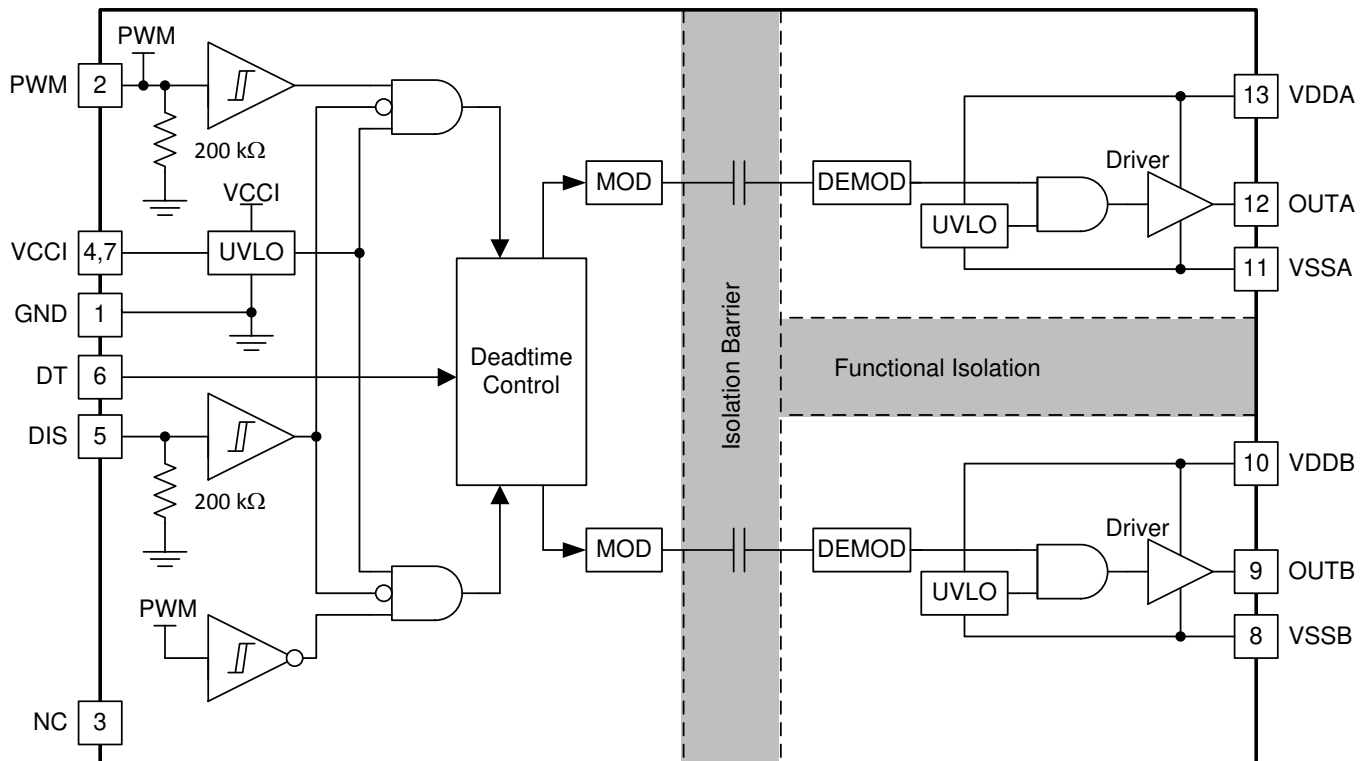 PWM
PWM
2
200 kΩ
VCCI
VCCI
4,7
UVLO
GND
1
DT
6
DIS
5
200 kΩ
PWM
NC
3
Deadtime
Control
MOD
MOD
Isolation Barrier
Functional Isolation
DEMOD
UVLO
Driver
13
VDDA
12
OUTA
11
VSSA
DEMOD
UVLO
Driver
10
VDDB
9
OUTB
8
VSSB